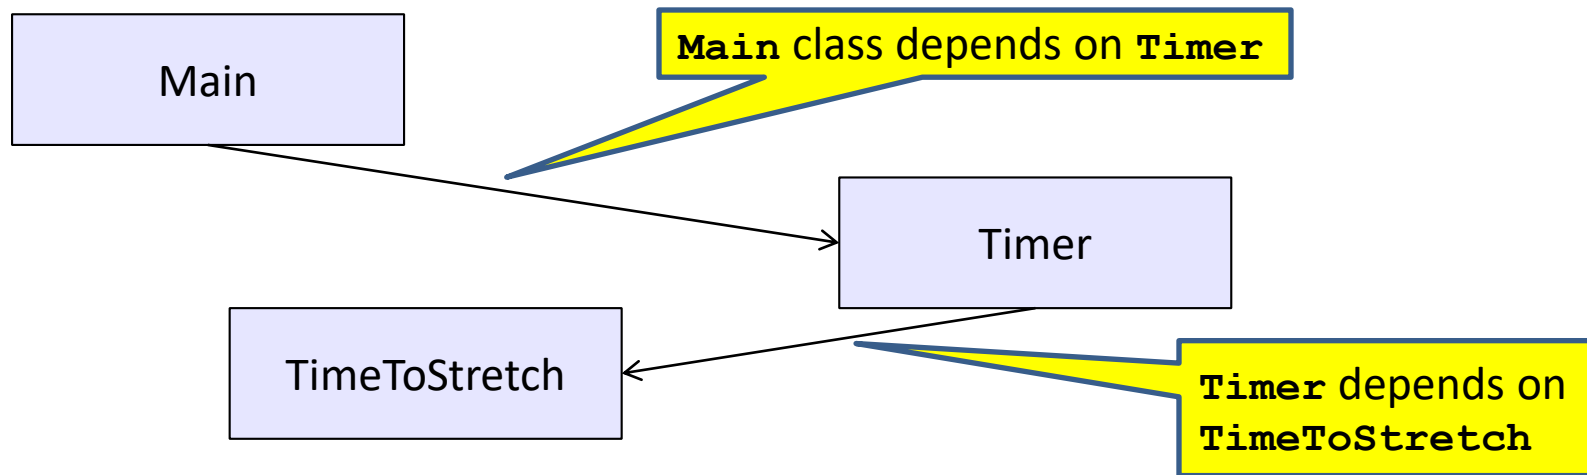 Main
Main class depends on Timer
Timer
TimeToStretch
Timer depends on
TimeToStretch